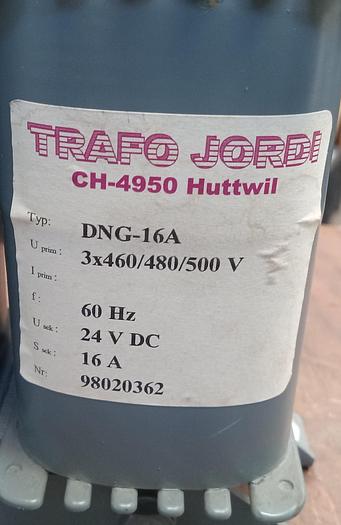 TRAFO JORDI
CH-4950 Huttwil
Typ: DNG-16A
U prim: 3x460/480/500 V
I prim:
f: 60 Hz
U sek: 24 V DC
S sek: 16 A
Nr: 98020362